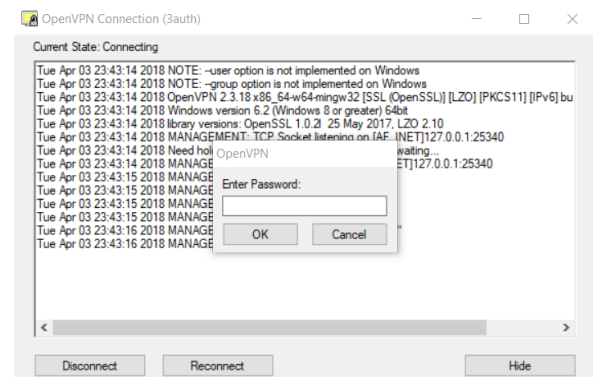 OpenVPN Connection (3auth)
Current State: Connecting
Tue Apr 03 23:43:14 2018 NOTE: --user option is not implemented on Windows
Tue Apr 03 23:43:14 2018 NOTE: --group option is not implemented on Windows
Tue Apr 03 23:43:14 2018 OpenVPN 2.3.18 x86_64-w64-mingw32 [SSL (OpenSSL)] [LZO] [PKCS11] [IPv6] bu
Tue Apr 03 23:43:14 2018 Windows version 6.2 (Windows 8 or greater) 64bit
Tue Apr 03 23:43:14 2018 library versions: OpenSSL 1.0.2l  25 May 2017, LZO 2.10
Tue Apr 03 23:43:14 2018 MANAGEMENT: TCP Socket listening on [AF_INET]127.0.0.1:25340
Tue Apr 03 23:43:14 2018 Need hol waiting...
Tue Apr 03 23:43:14 2018 MANAGE ET]127.0.0.1:25340
Tue Apr 03 23:43:15 2018 MANAGE
Tue Apr 03 23:43:15 2018 MANAGE
Tue Apr 03 23:43:15 2018 MANAGE
Tue Apr 03 23:43:15 2018 MANAGE
Tue Apr 03 23:43:16 2018 MANAGE "
Tue Apr 03 23:43:16 2018 MANAGE
OpenVPN
Enter Password:
OK Cancel
Disconnect Reconnect Hide